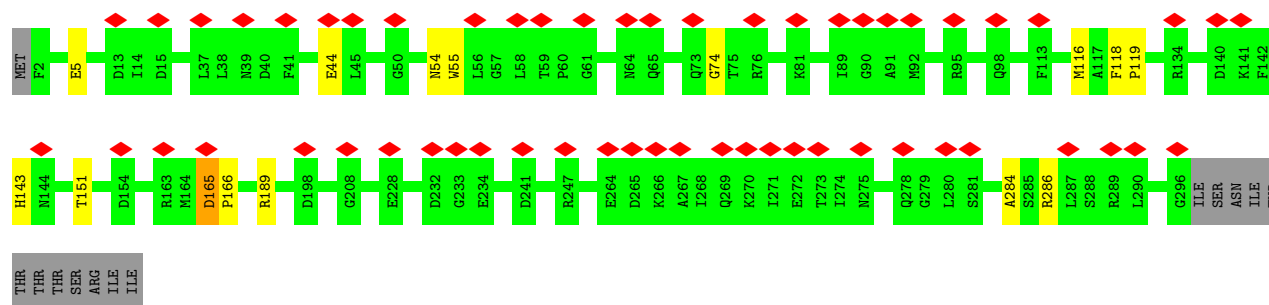 MET F2 E5 D13 I14 D15 L37 L38 N39 D40 F41 E44 L45 G50 N54 W55 L56 G57 L58 T59 P60 G61 N64 Q65 Q73 G74 T75 R76 K81 I89 G90 A91 M92 R95 Q98 F113 M116 A117 F118 P119 R134 D140 K141 F142
H143 N144 T151 D154 R163 M164 D165 P166 R189 D198 G208 E228 D232 G233 E234 D241 R247 E264 D265 K266 A267 I268 Q269 K270 I271 E272 T273 I274 N275 Q278 G279 L280 S281 A284 S285 R286 L287 S288 R289 L290 G296 ILE SER ASN ILE
THR THR THR SER ARG ILE ILE